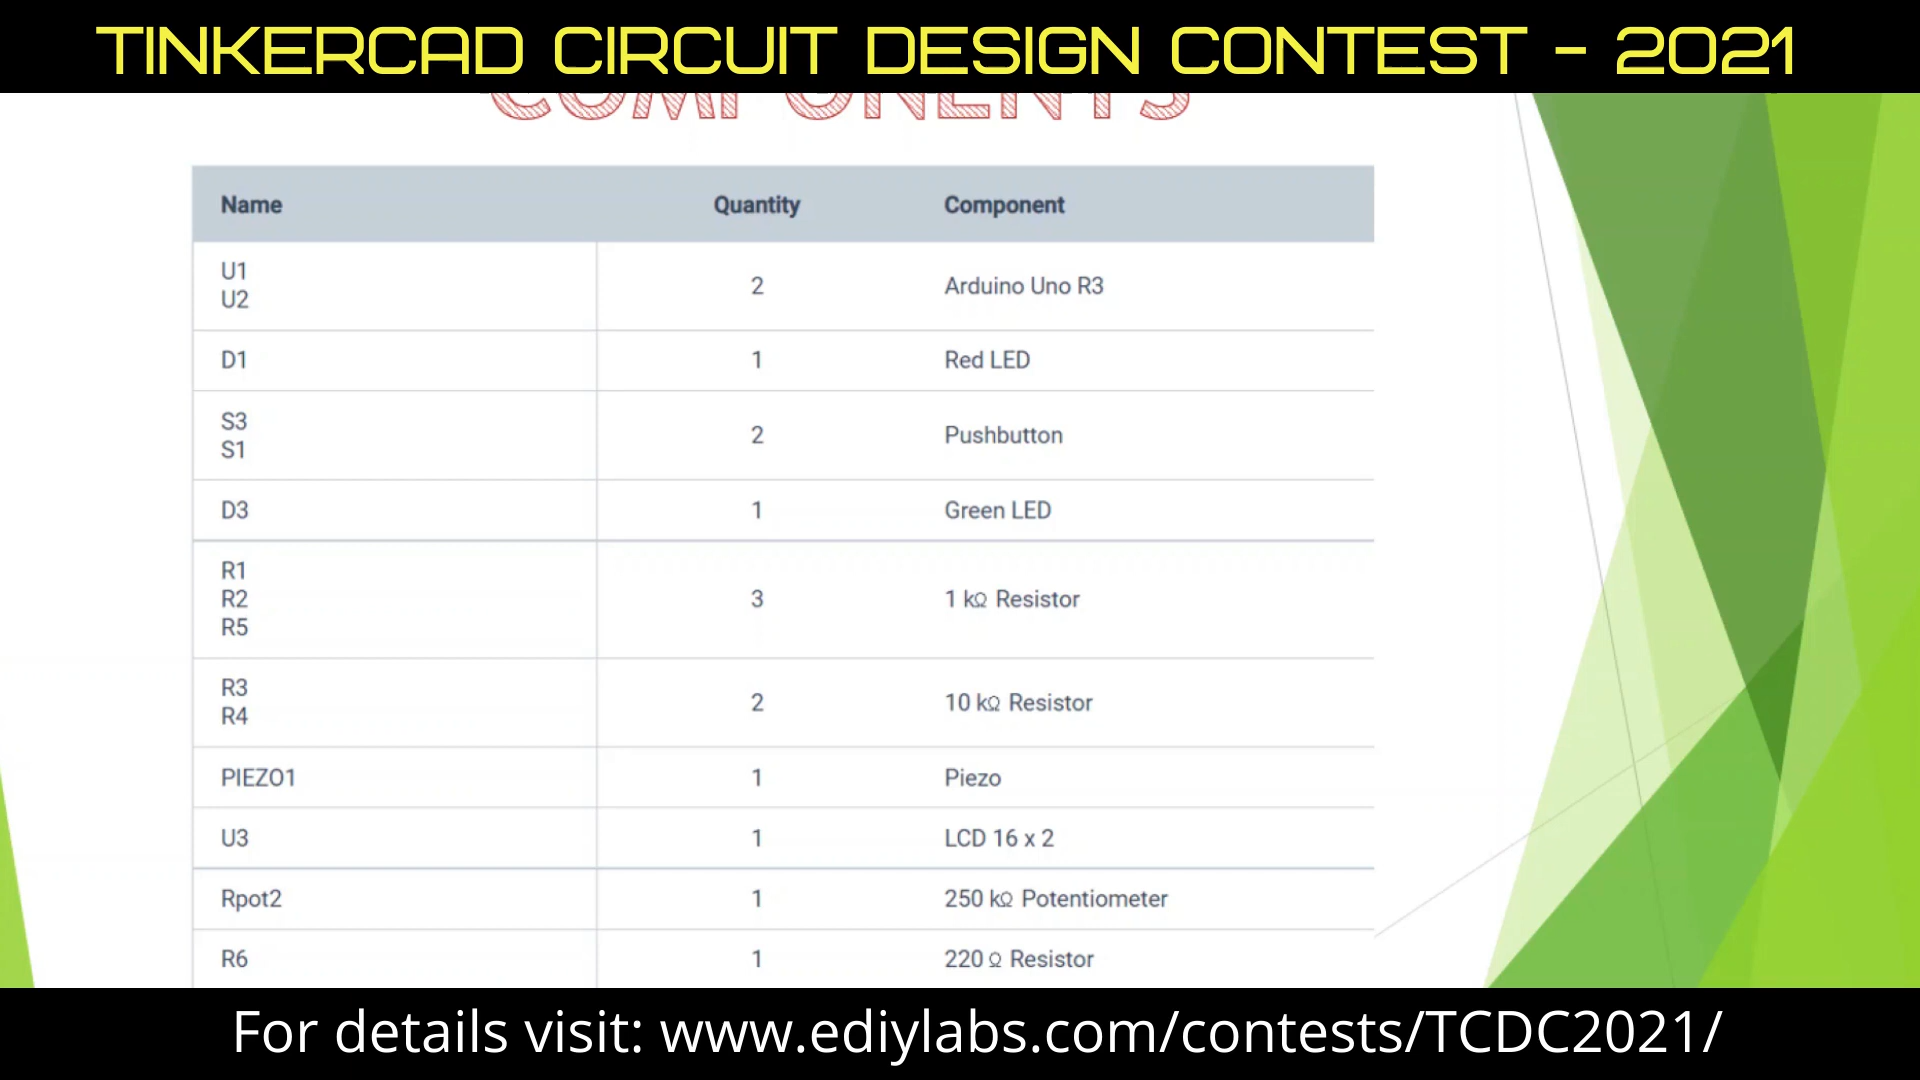 TINKERCAD CIRCUIT DESIGN CONTEST - 2021
COMPONENTS
Name Quantity Component
U1
U2
2 Arduino Uno R3
D1 1 Red LED
S3
S1
2 Pushbutton
D3 1 Green LED
R1
R2
R5
3 1 kΩ Resistor
R3
R4
2 10 kΩ Resistor
PIEZO1 1 Piezo
U3 1 LCD 16 x 2
Rpot2 1 250 kΩ Potentiometer
R6 1 220 Ω Resistor
For details visit: www.ediylabs.com/contests/TCDC2021/